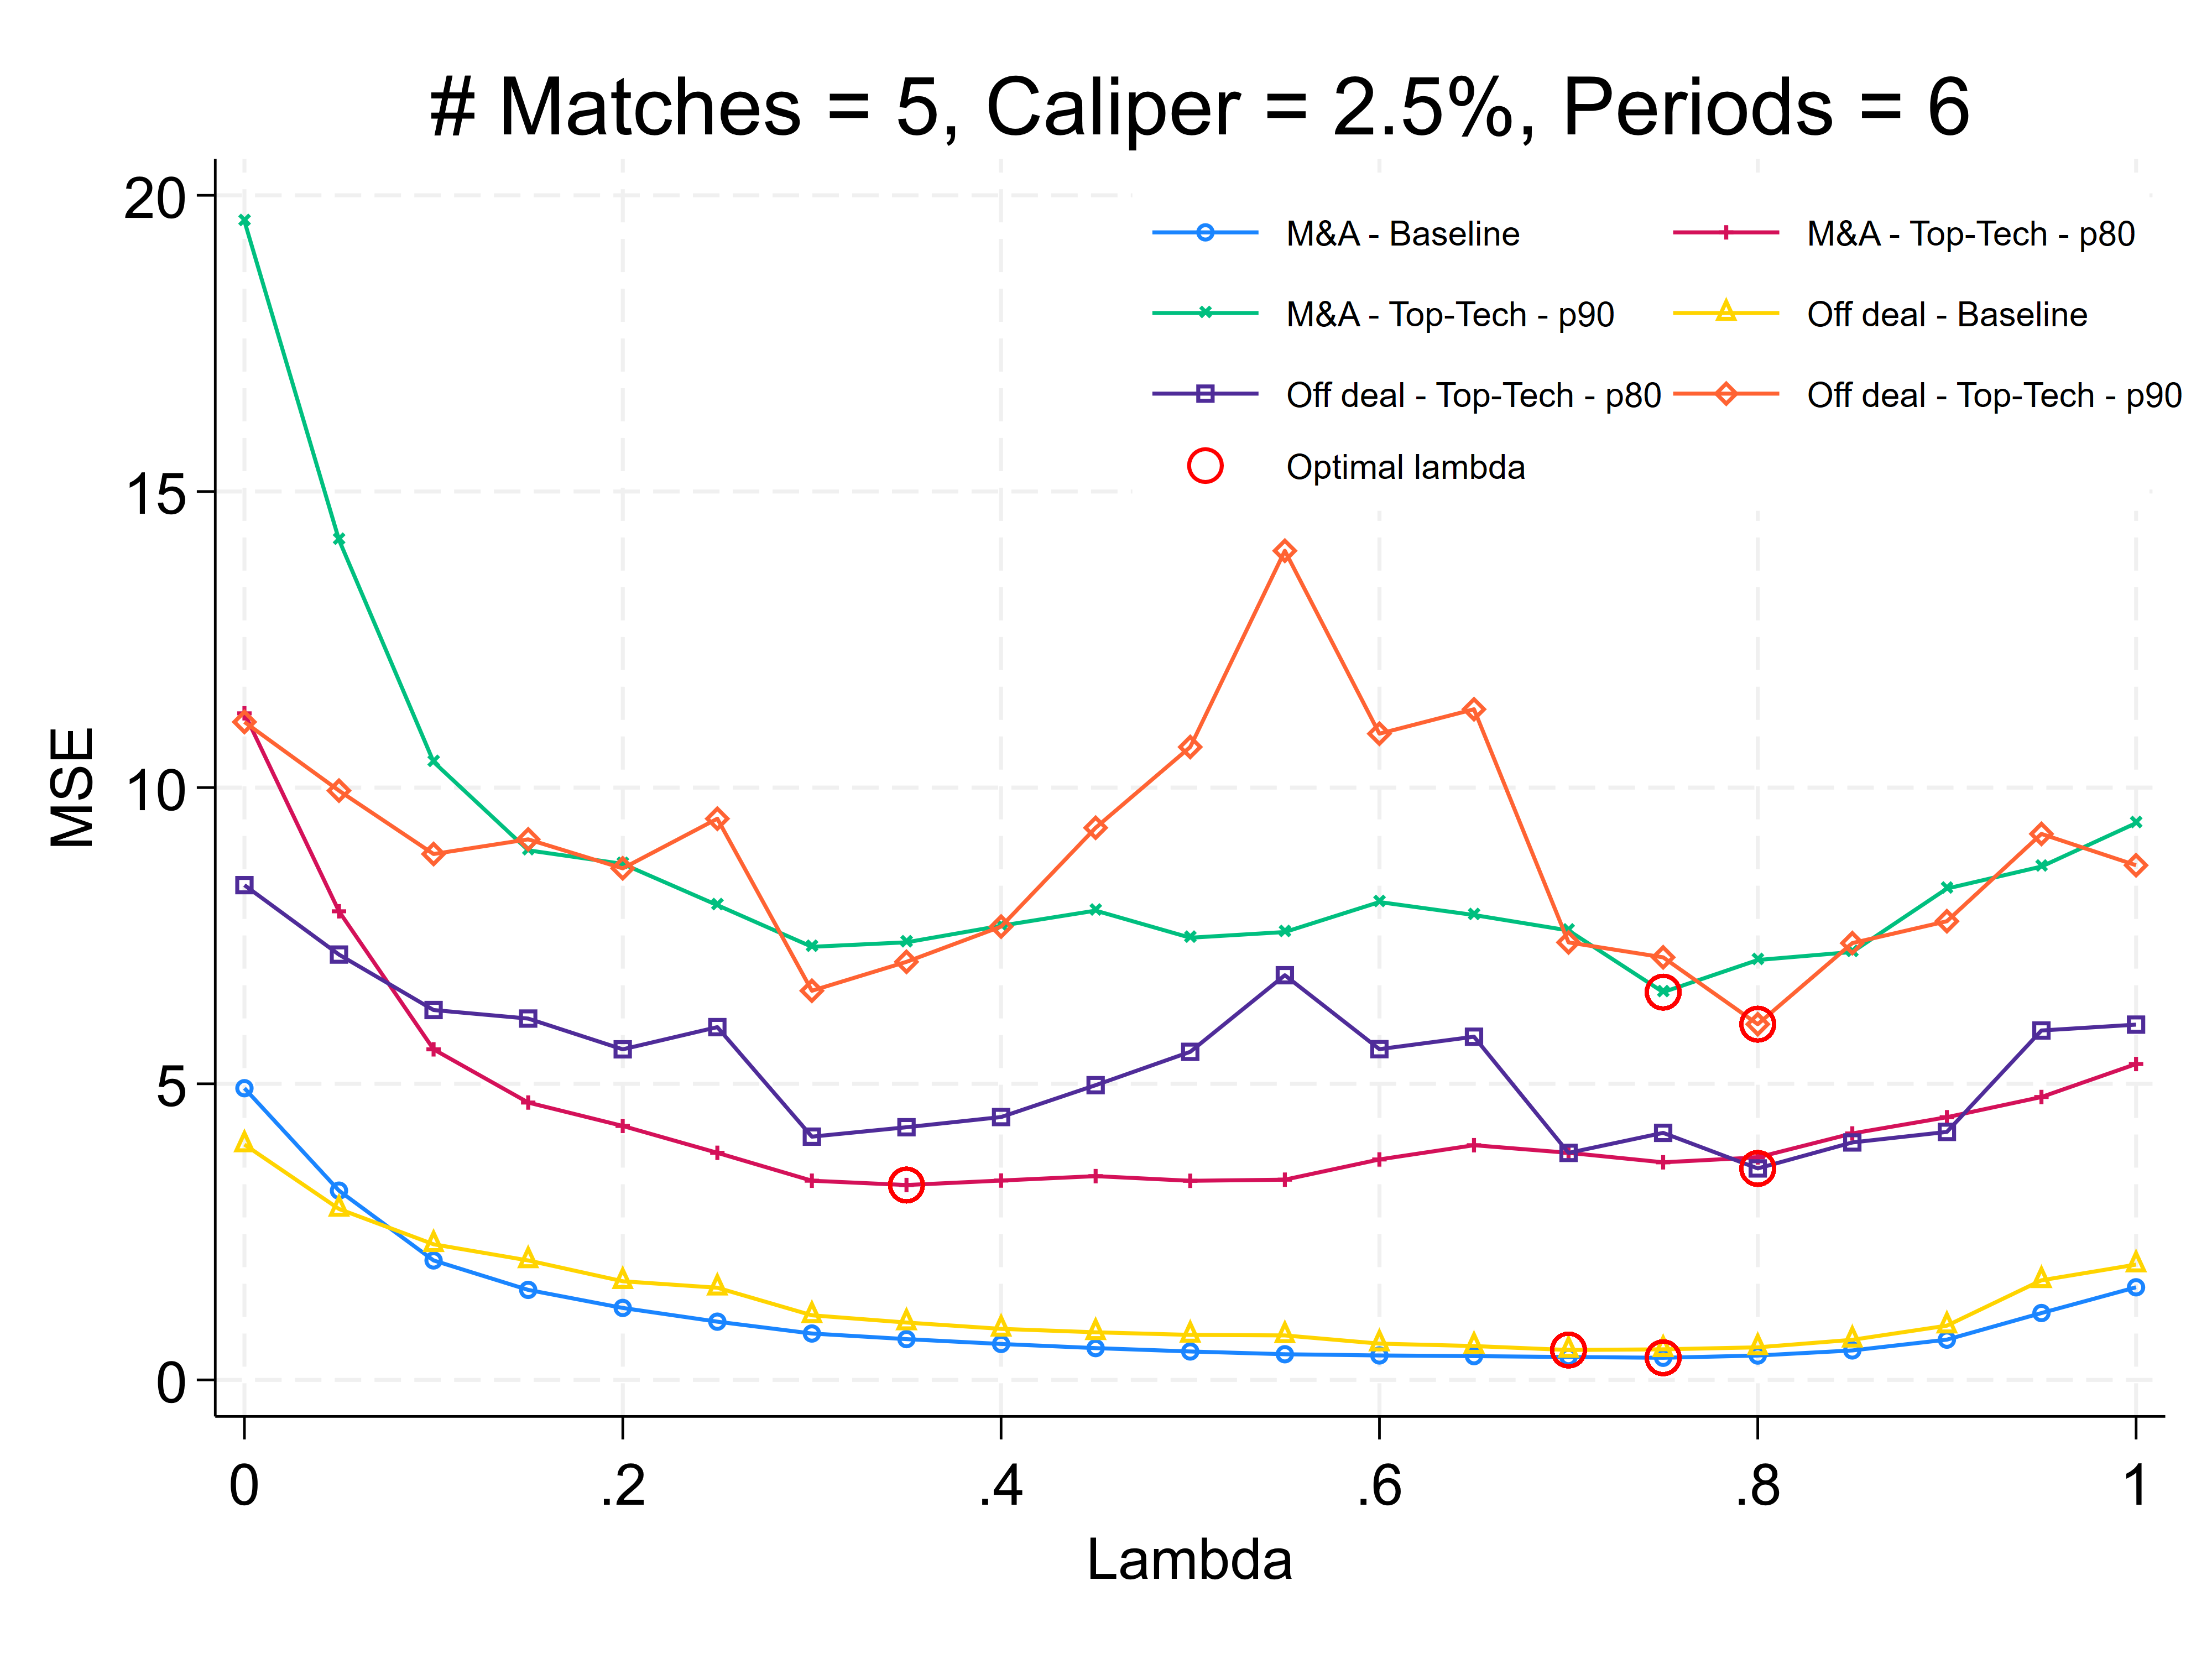 # Matches = 5, Caliper = 2.5%, Periods = 6
M&A - Baseline
M&A - Top-Tech - p80
M&A - Top-Tech - p90
Off deal - Baseline
Off deal - Top-Tech - p80
Off deal - Top-Tech - p90
Optimal lambda
MSE
20
15
10
5
0
0
.2
.4
.6
.8
1
Lambda